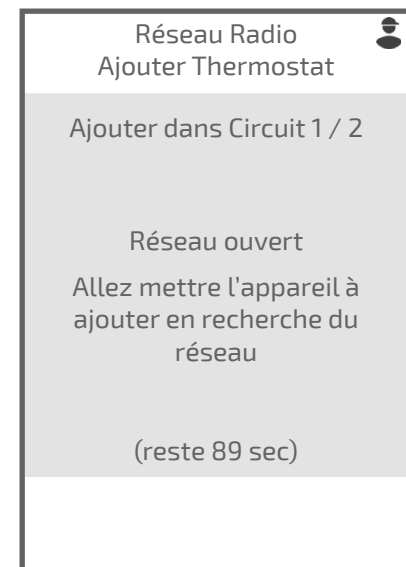 Réseau Radio
Ajouter Thermostat
Ajouter dans Circuit 1 / 2
Réseau ouvert
Allez mettre l'appareil à
ajouter en recherche du
réseau
(reste 89 sec)